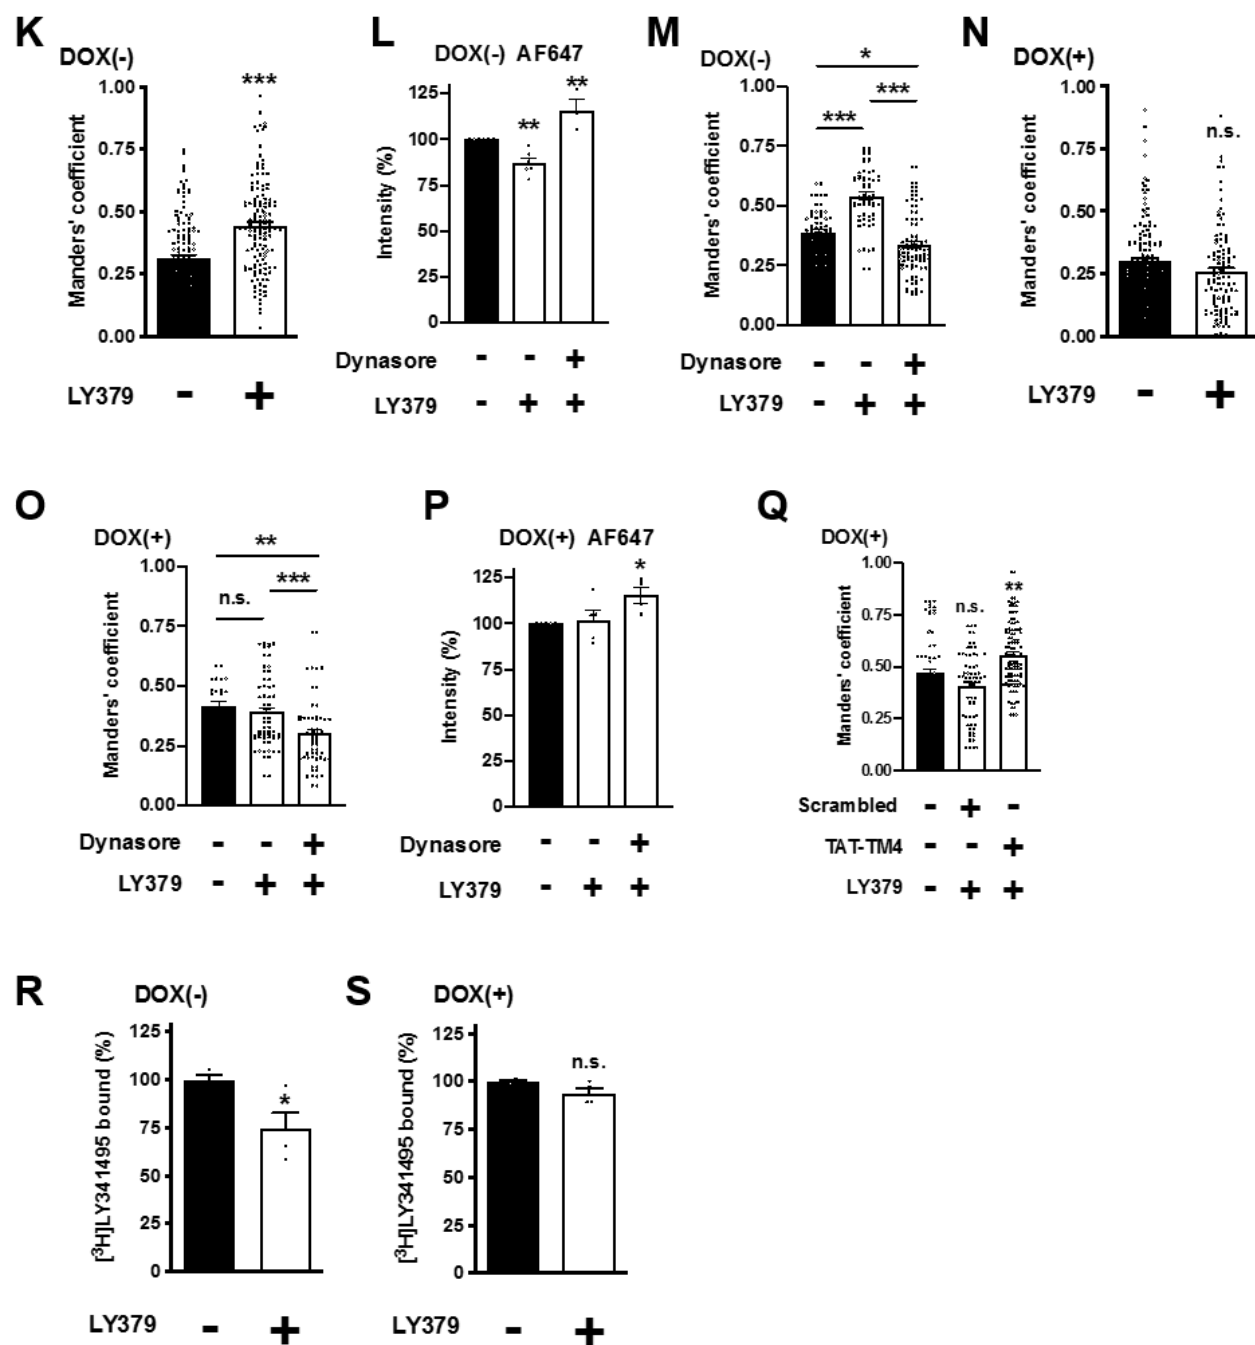 K
DOX(-)
***
1.00
0.75
0.50
0.25
0.00
Manders' coefficient
LY379 - +
L
DOX(-) AF647
**
**
125
100
75
50
125
0
Intensity (%)
Dynasore - - +
LY379 - + +
M
DOX(-)
*
***
***
1.00
0.75
0.50
0.25
0.00
Manders' coefficient
Dynasore - - +
LY379 - + +
N
DOX(+)
n.s.
1.00
0.75
0.50
0.25
0.00
Manders' coefficient
LY379 - +
O
DOX(+)
**
***
n.s.
1.00
0.75
0.50
0.25
0.00
Manders' coefficient
Dynasore - - +
LY379 - + +
P
DOX(+) AF647
*
125
100
75
50
125
0
Intensity (%)
Dynasore - - +
LY379 - + +
Q
DOX(+)
n.s.
**
1.00
0.75
0.50
0.25
0.00
Manders' coefficient
Scrambled - + -
TAT-TM4 - - +
LY379 - + +
R
DOX(-)
*
125
100
75
50
25
0
[³H]LY341495 bound (%)
LY379 - +
S
DOX(+)
n.s.
125
100
75
50
25
0
[³H]LY341495 bound (%)
LY379 - +